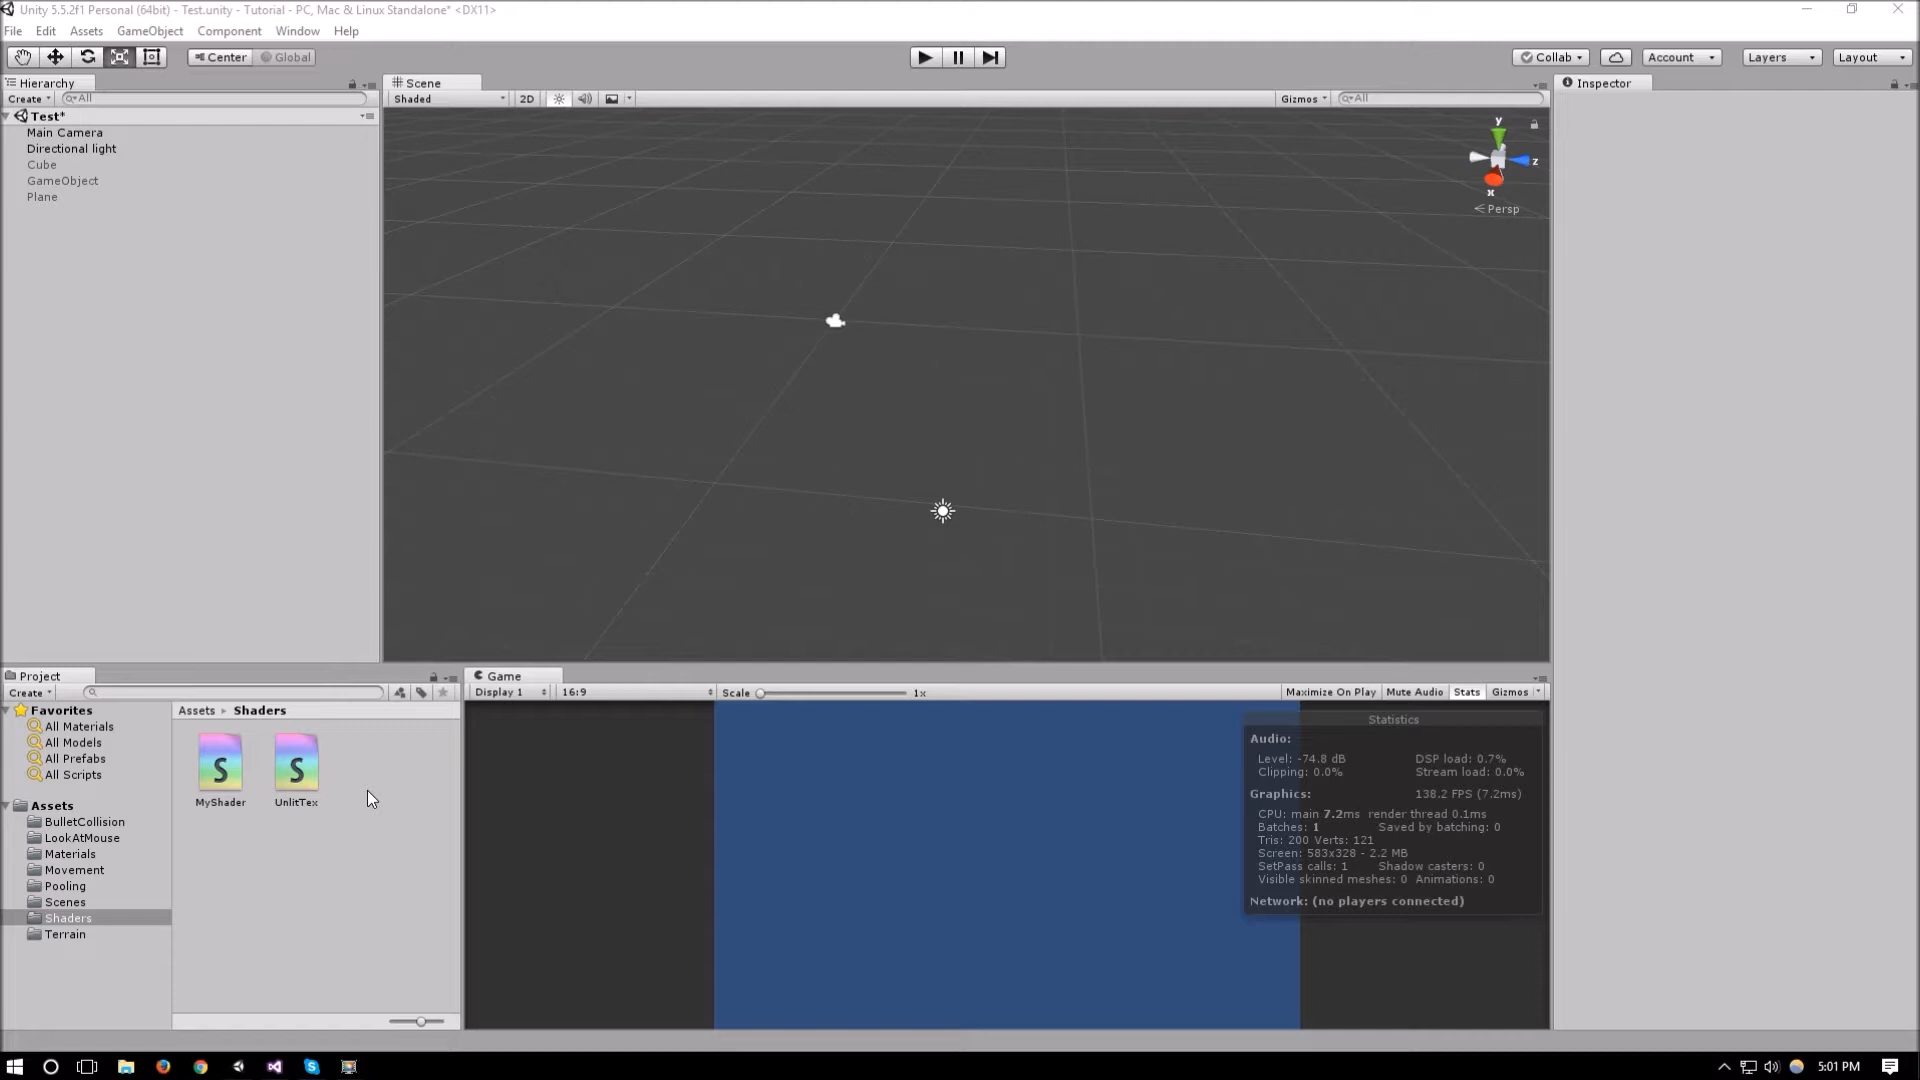 Unity 5.5.2f1 Personal (64bit) - Test.unity - Tutorial - PC, Mac & Linux Standalone* <DX11>
File Edit Assets GameObject Component Window Help
Center Global Collab Account Layers Layout
Hierarchy
Create All
Test*
Main Camera
Directional light
Cube
GameObject
Plane
Scene
Shaded 2D Gizmos All
y
z
x
Persp
Inspector
Project
Create
Favorites
All Materials
All Models
All Prefabs
All Scripts
Assets
BulletCollision
LookAtMouse
Materials
Movement
Pooling
Scenes
Shaders
Terrain
Assets Shaders
S S
MyShader UnlitTex
Game
Display 1 16:9 Scale 1x Maximize On Play Mute Audio Stats Gizmos
Statistics
Audio:
Level: -74.8 dB DSP load: 0.7%
Clipping: 0.0% Stream load: 0.0%
Graphics: 138.2 FPS (7.2ms)
CPU: main 7.2ms render thread 0.1ms
Batches: 1 Saved by batching: 0
Tris: 200 Verts: 121
Screen: 583x328 - 2.2 MB
SetPass calls: 1 Shadow casters: 0
Visible skinned meshes: 0 Animations: 0
Network: (no players connected)
5:01 PM